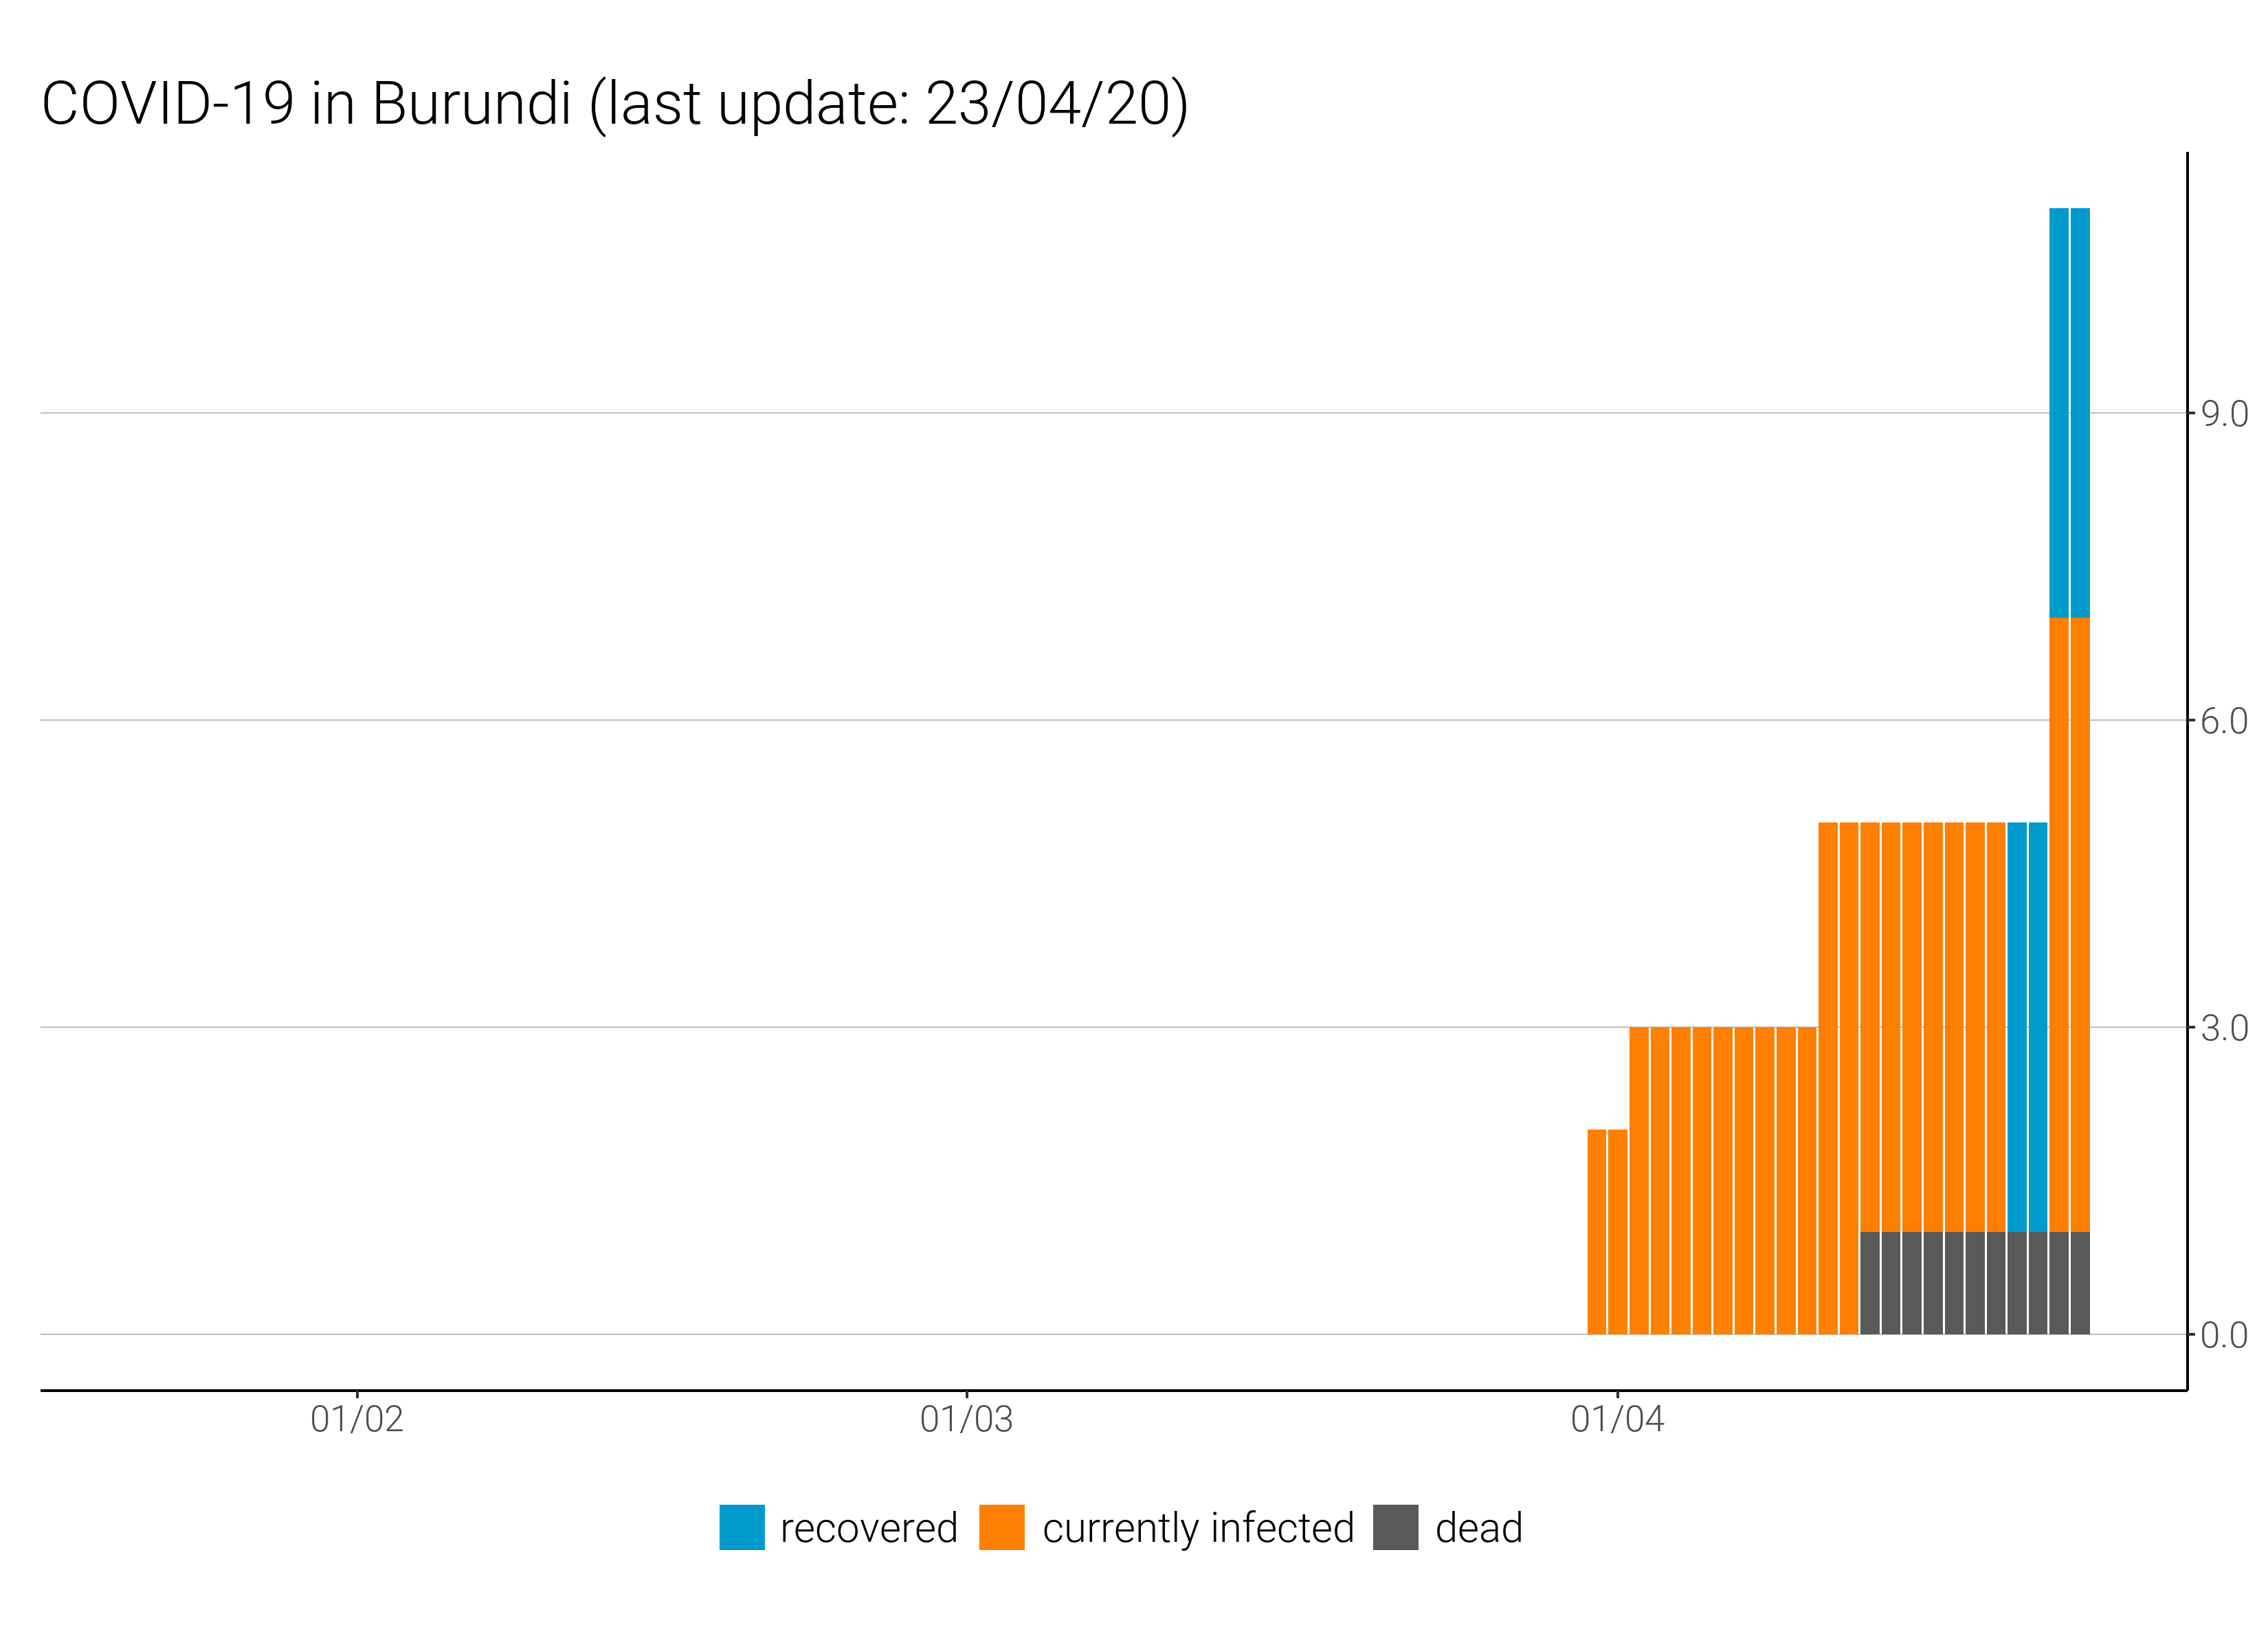 COVID-19 in Burundi (last update: 23/04/20)
9.0
6.0
3.0
0.0
01/02 01/03 01/04
recovered currently infected dead